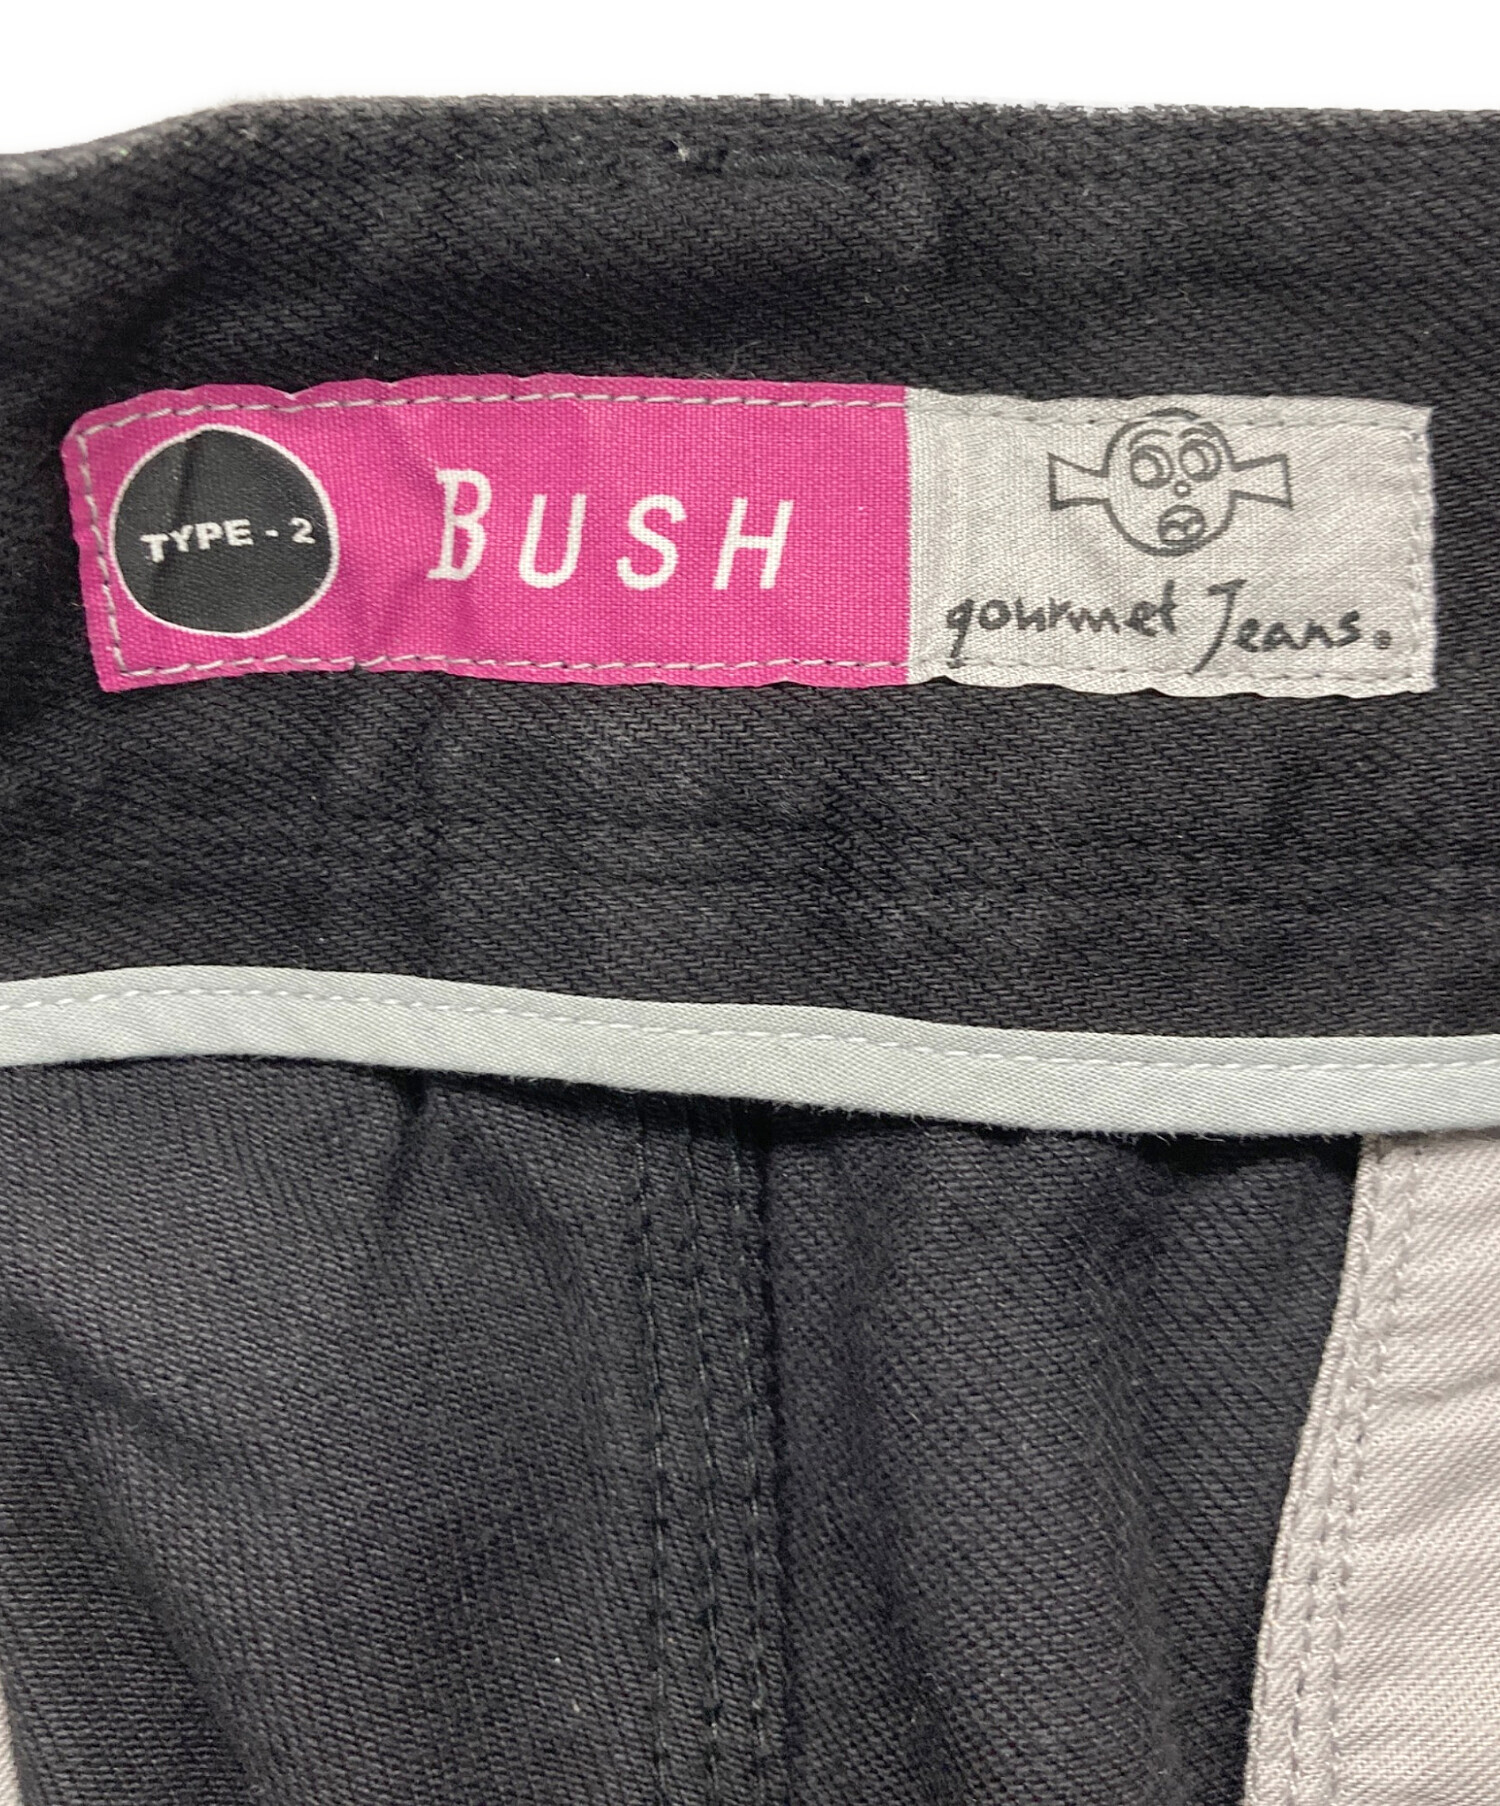 TYPE - 2
BUSH
gourmet Jeans.